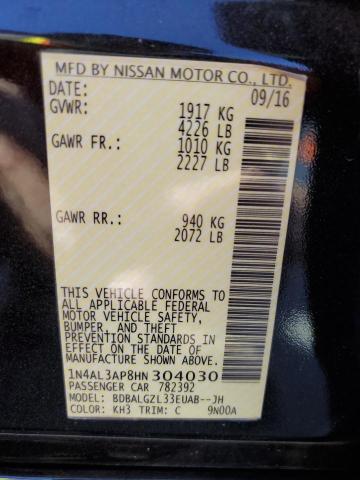 MFD BY NISSAN MOTOR CO., LTD.
DATE: 09/16
GVWR: 1917 KG
4226 LB
GAWR FR.: 1010 KG
2227 LB
GAWR RR.: 940 KG
2072 LB
THIS VEHICLE CONFORMS TO
ALL APPLICABLE FEDERAL
MOTOR VEHICLE SAFETY,
BUMPER, AND THEFT
PREVENTION STANDARDS
IN EFFECT ON THE DATE OF
MANUFACTURE SHOWN ABOVE.
1N4AL3AP8HN304030
PASSENGER CAR 782392
MODEL: BDBALGZL33EUAB--JH
COLOR: KH3 TRIM: C 9N00A